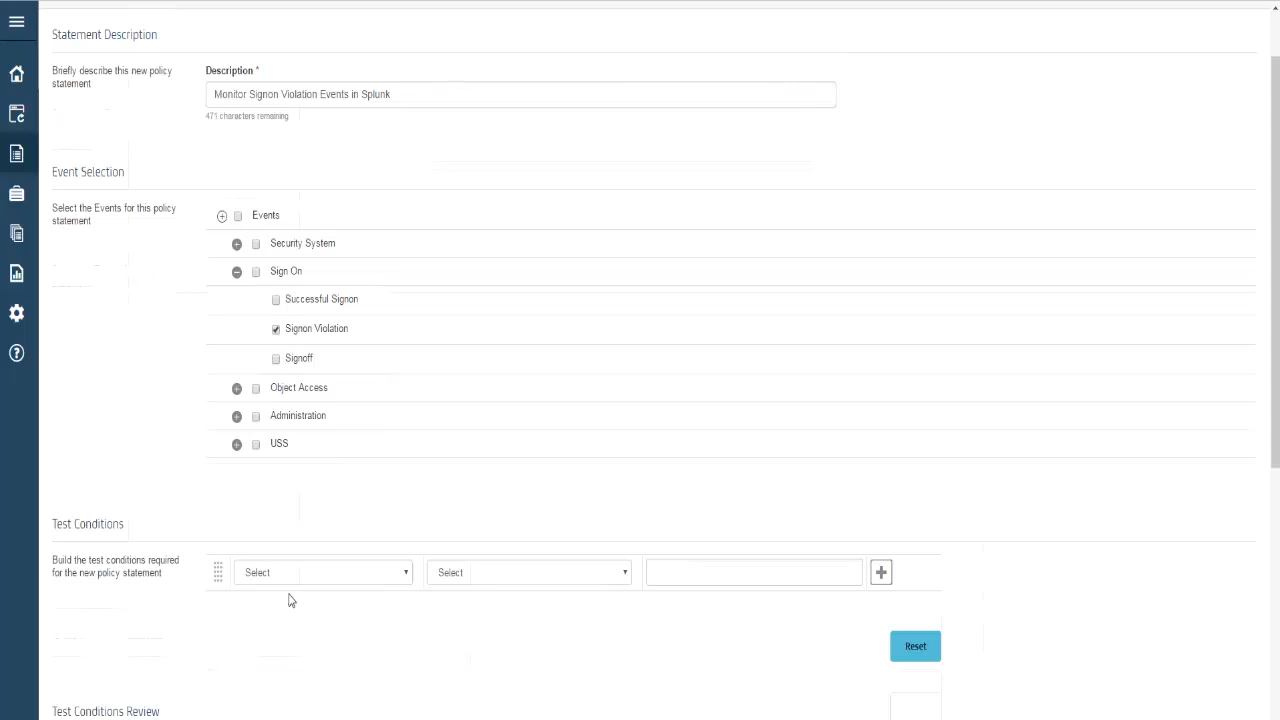 Statement Description
Briefly describe this new policy
statement
Description *
Monitor Signon Violation Events in Splunk
471 characters remaining
Event Selection
Select the Events for this policy
statement
Events
Security System
Sign On
Successful Signon
Signon Violation
Signoff
Object Access
Administration
USS
Test Conditions
Build the test conditions required
for the new policy statement
Select
Select
Reset
Test Conditions Review